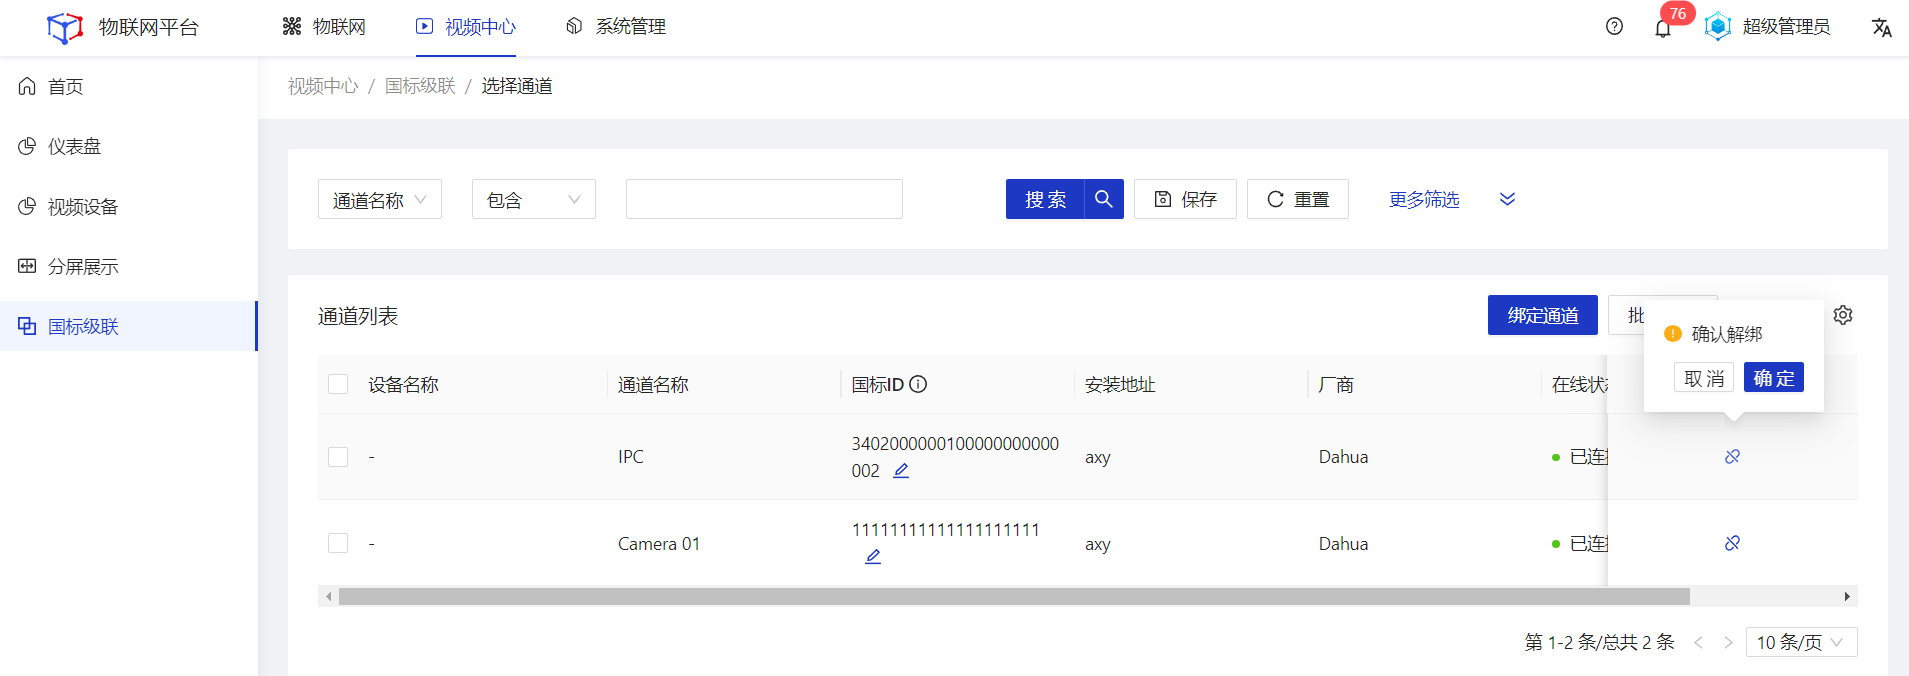 物联网平台
物联网
视频中心
系统管理
76
超级管理员
首页
仪表盘
视频设备
分屏展示
国标级联
视频中心 / 国标级联 / 选择通道
通道名称
包含
搜 索
保存
重置
更多筛选
通道列表
绑定通道
批
确认解绑
取 消
确 定
设备名称
通道名称
国标ID
安装地址
厂商
在线状
-
IPC
3402000000100000000000
002
axy
Dahua
已连
-
Camera 01
11111111111111111111
axy
Dahua
已连
第 1-2 条/总共 2 条
10 条/页